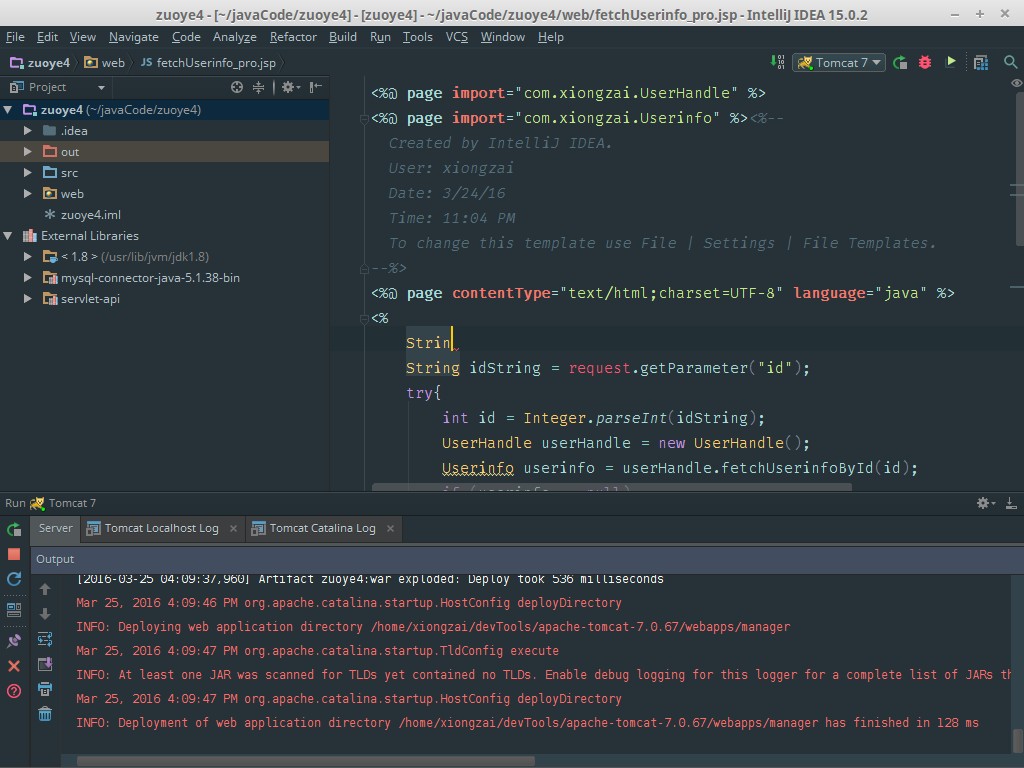 zuoye4 - [~/javaCode/zuoye4] - [zuoye4] - ~/javaCode/zuoye4/web/fetchUserinfo_pro.jsp - IntelliJ IDEA 15.0.2
File Edit View Navigate Code Analyze Refactor Build Run Tools VCS Window Help
zuoye4 web JS fetchUserinfo_pro.jsp Tomcat 7
Project
zuoye4 (~/javaCode/zuoye4)
.idea
out
src
web
zuoye4.iml
External Libraries
< 1.8 > (/usr/lib/jvm/jdk1.8)
mysql-connector-java-5.1.38-bin
servlet-api
<%@ page import="com.xiongzai.UserHandle" %>
<%@ page import="com.xiongzai.Userinfo" %><%--
Created by IntelliJ IDEA.
User: xiongzai
Date: 3/24/16
Time: 11:04 PM
To change this template use File | Settings | File Templates.
--%>
<%@ page contentType="text/html;charset=UTF-8" language="java" %>
<%
Strin
String idString = request.getParameter("id");
try{
int id = Integer.parseInt(idString);
UserHandle userHandle = new UserHandle();
Userinfo userinfo = userHandle.fetchUserinfoById(id);
Run Tomcat 7
Server Tomcat Localhost Log Tomcat Catalina Log
Output
[2016-03-25 04:09:37,960] Artifact zuoye4:war exploded: Deploy took 536 milliseconds
Mar 25, 2016 4:09:46 PM org.apache.catalina.startup.HostConfig deployDirectory
INFO: Deploying web application directory /home/xiongzai/devTools/apache-tomcat-7.0.67/webapps/manager
Mar 25, 2016 4:09:47 PM org.apache.catalina.startup.TldConfig execute
INFO: At least one JAR was scanned for TLDs yet contained no TLDs. Enable debug logging for this logger for a complete list of JARs th
Mar 25, 2016 4:09:47 PM org.apache.catalina.startup.HostConfig deployDirectory
INFO: Deployment of web application directory /home/xiongzai/devTools/apache-tomcat-7.0.67/webapps/manager has finished in 128 ms